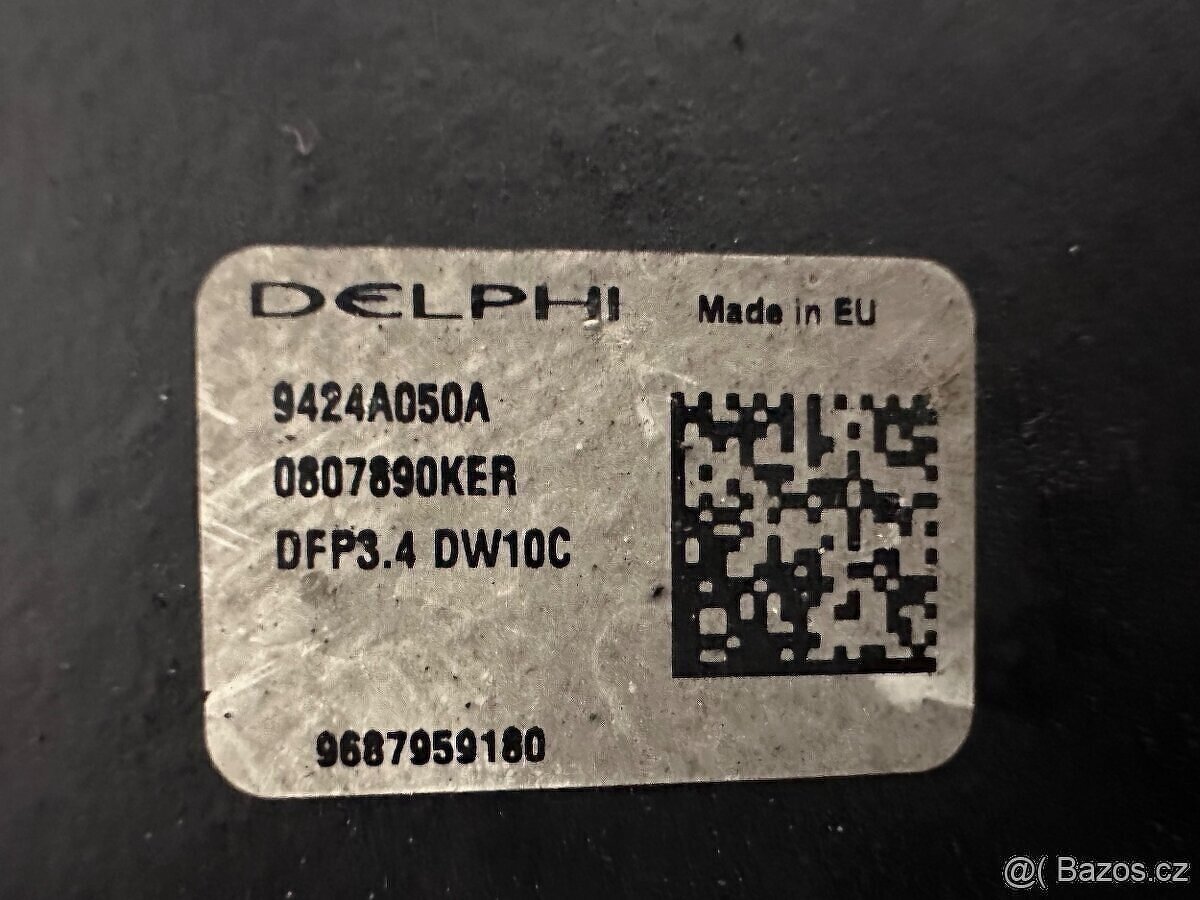 DELPHI Made in EU
9424A050A
0807890KER
DFP3.4 DW10C
9687959180
@( Bazos.cz